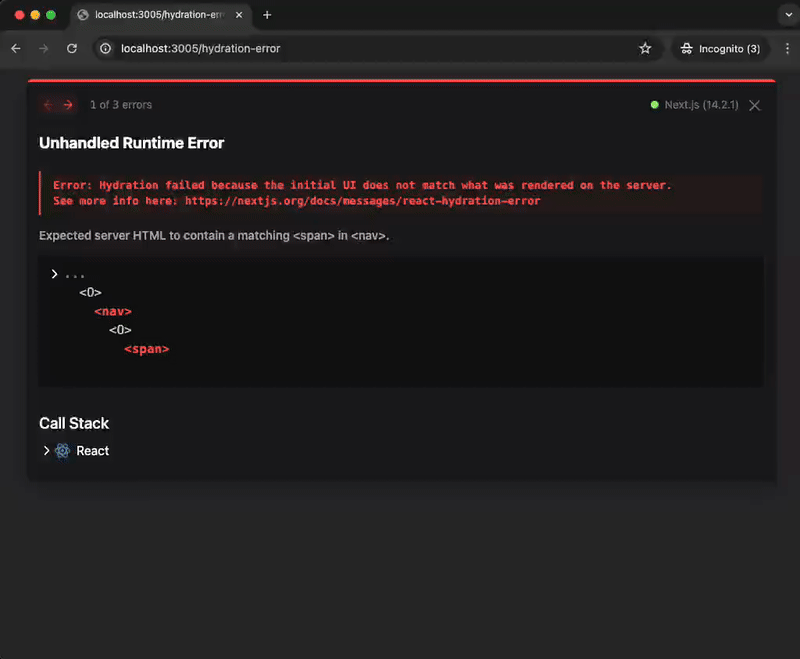 localhost:3005/hydration-err
localhost:3005/hydration-error
Incognito (3)
1 of 3 errors
Next.js (14.2.1)
Unhandled Runtime Error
Error: Hydration failed because the initial UI does not match what was rendered on the server.
See more info here: https://nextjs.org/docs/messages/react-hydration-error
Expected server HTML to contain a matching <span> in <nav>.
...
<O>
<nav>
<O>
<span>
Call Stack
React